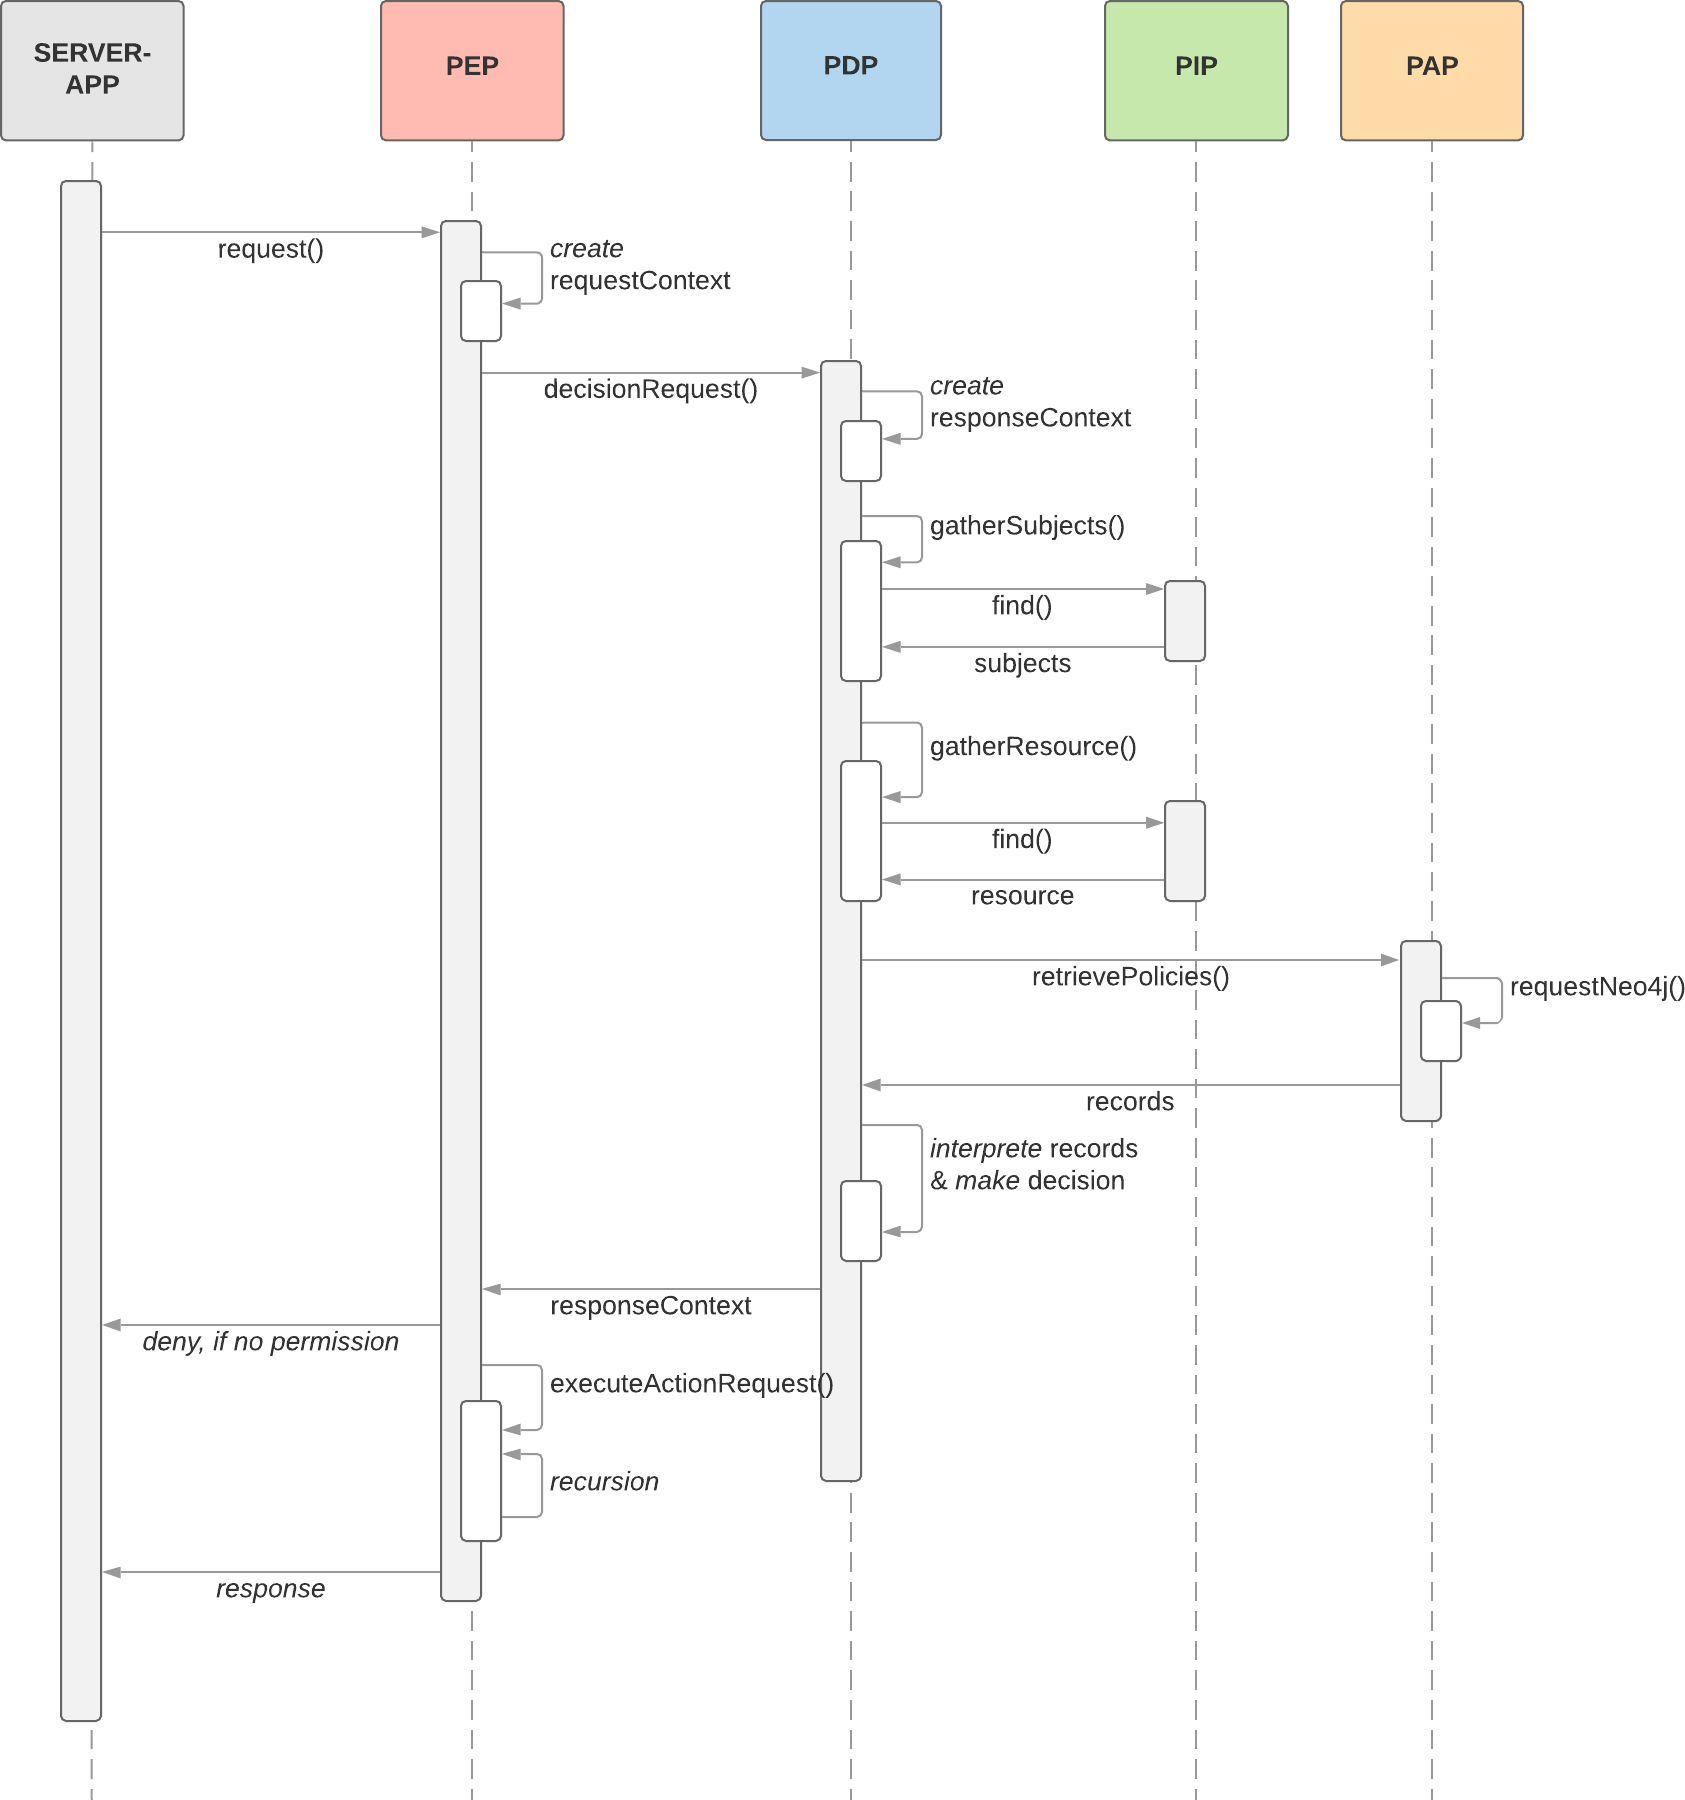 SERVER-
APP
PEP
PDP
PIP
PAP
request()
create
requestContext
decisionRequest()
create
responseContext
gatherSubjects()
find()
subjects
gatherResource()
find()
resource
retrievePolicies()
requestNeo4j()
records
interprete records
& make decision
responseContext
deny, if no permission
executeActionRequest()
recursion
response